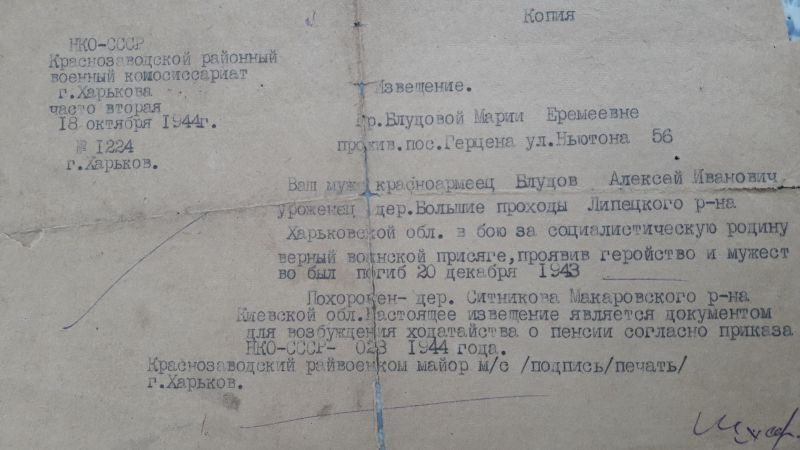 Копия
НКО-СССР
Краснозаводской районный
военный комосиссариат
г.Харькова
часто вторая
18 октября 1944г.
№ 1224
г.Харьков.
Извещение.
Гр.Блудовой Марии Еремеевне
прожив.пос.Герцена ул.Ньютона 56
Ваш муж красноармеец Блудов Алексей Иванович
уроженец дер.Большие проходы Липецкого р-на
Харьковской обл. в бою за социалистическую родину
верный воинской присяге,проявив геройство и мужест
во был погиб 20 декабря 1943
Похоронен- дер. Ситникова Макаровского р-на
Киевской обл.Настоящее извещение является документом
для возбуждения ходатайства о пенсии согласно приказа
НКО-СССР- 023 1944 года.
Краснозаводский райвоенком майор м/с /подпись/печать/
г.Харьков.